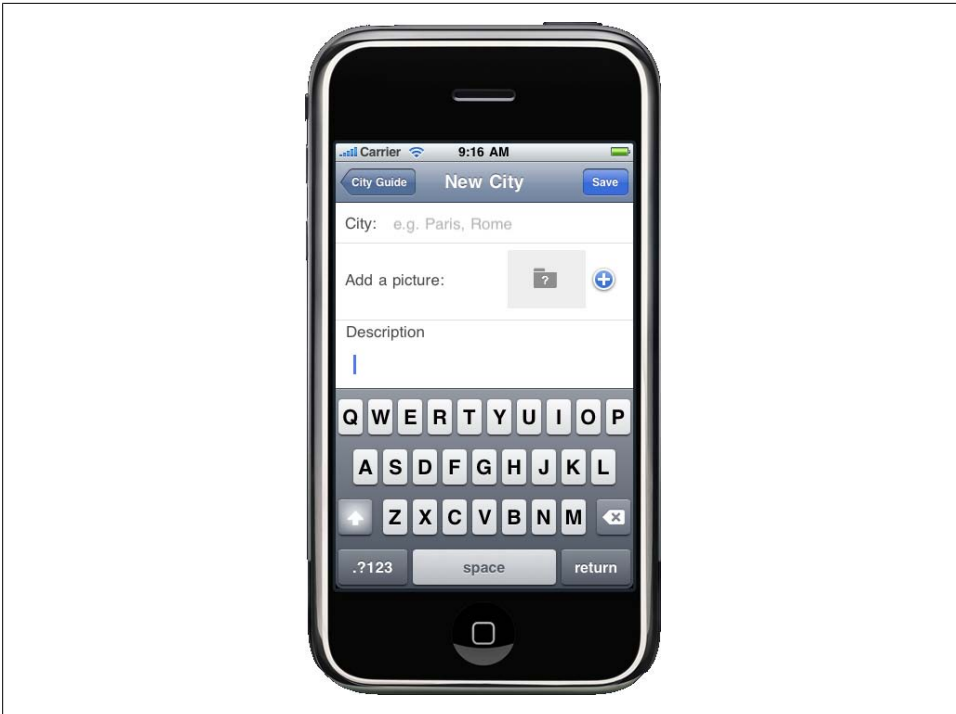 Carrier 9:16 AM
City Guide New City Save
City: e.g. Paris, Rome
Add a picture: ?
Description
Q W E R T Y U I O P
A S D F G H J K L
Z X C V B N M
.?123 space return